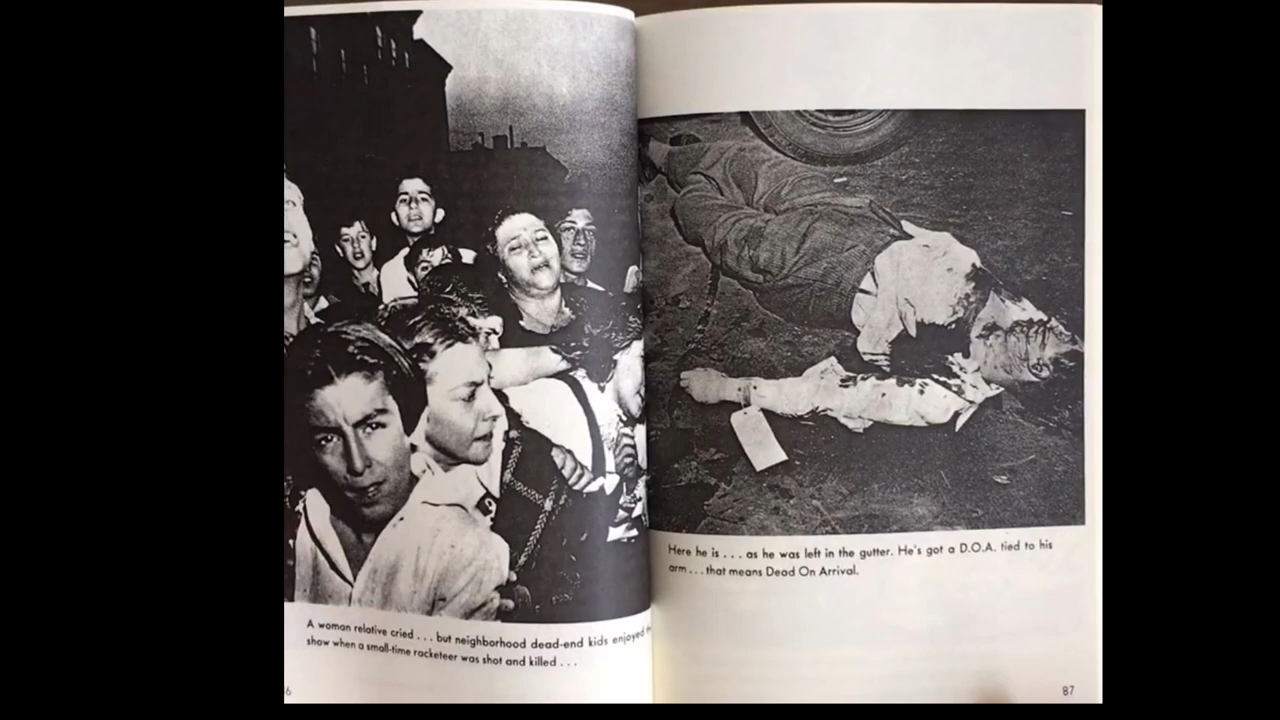 A woman relative cried . . . but neighborhood dead-end kids enjoyed
show when a small-time racketeer was shot and killed . . .
6
Here he is . . . as he was left in the gutter. He's got a D.O.A. tied to his
arm . . . that means Dead On Arrival.
87